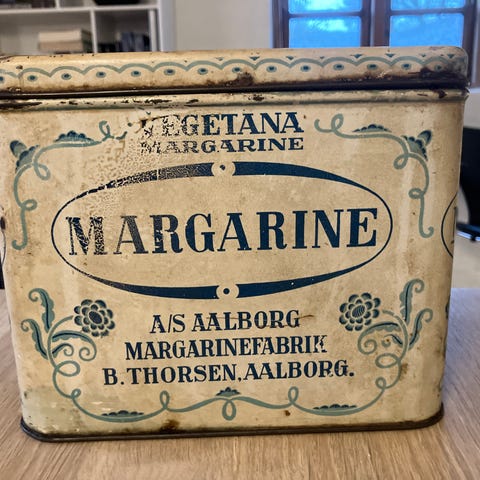 VEGETANA
MARGARINE
MARGARINE
A/S AALBORG
MARGARINEFABRIK
B. THORSEN, AALBORG.